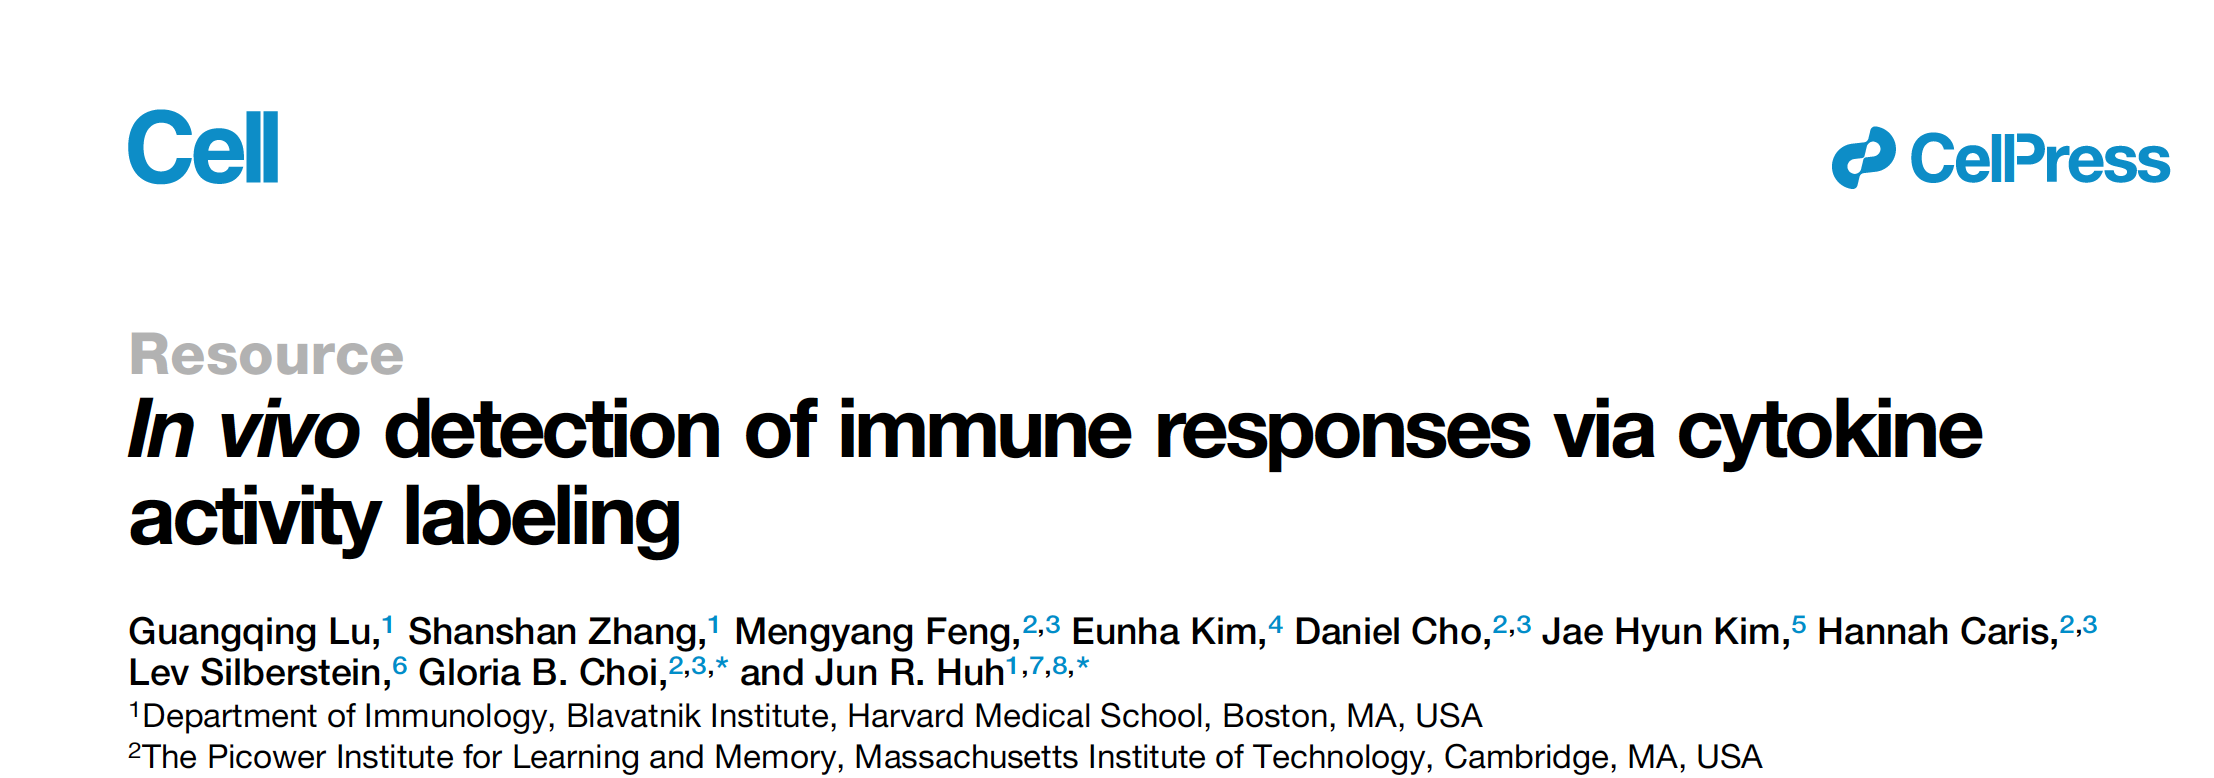 Cell
CellPress
Resource
In vivo detection of immune responses via cytokine
activity labeling
Guangqing Lu,1 Shanshan Zhang,1 Mengyang Feng,2,3 Eunha Kim,4 Daniel Cho,2,3 Jae Hyun Kim,5 Hannah Caris,2,3
Lev Silberstein,6 Gloria B. Choi,2,3,* and Jun R. Huh1,7,8,*
1Department of Immunology, Blavatnik Institute, Harvard Medical School, Boston, MA, USA
2The Picower Institute for Learning and Memory, Massachusetts Institute of Technology, Cambridge, MA, USA